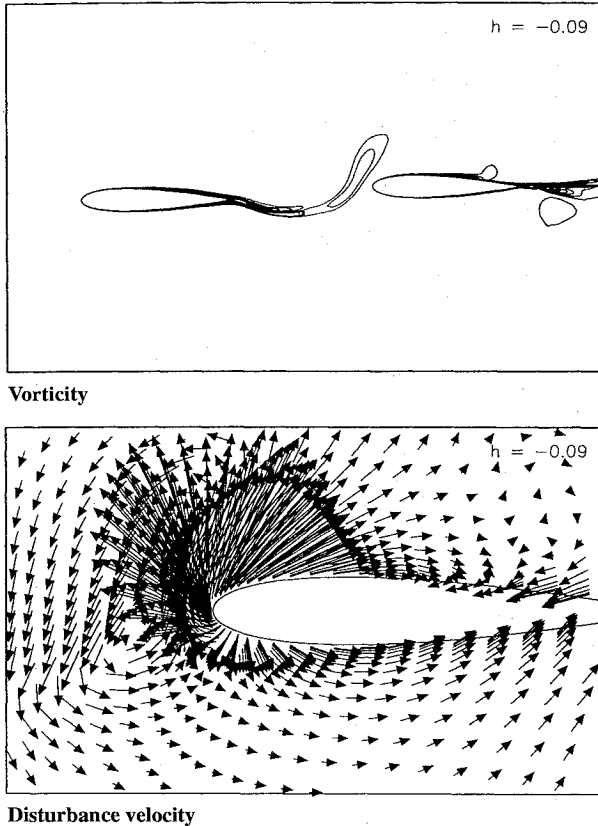 h = -0.09
Vorticity
h = -0.09
Disturbance velocity